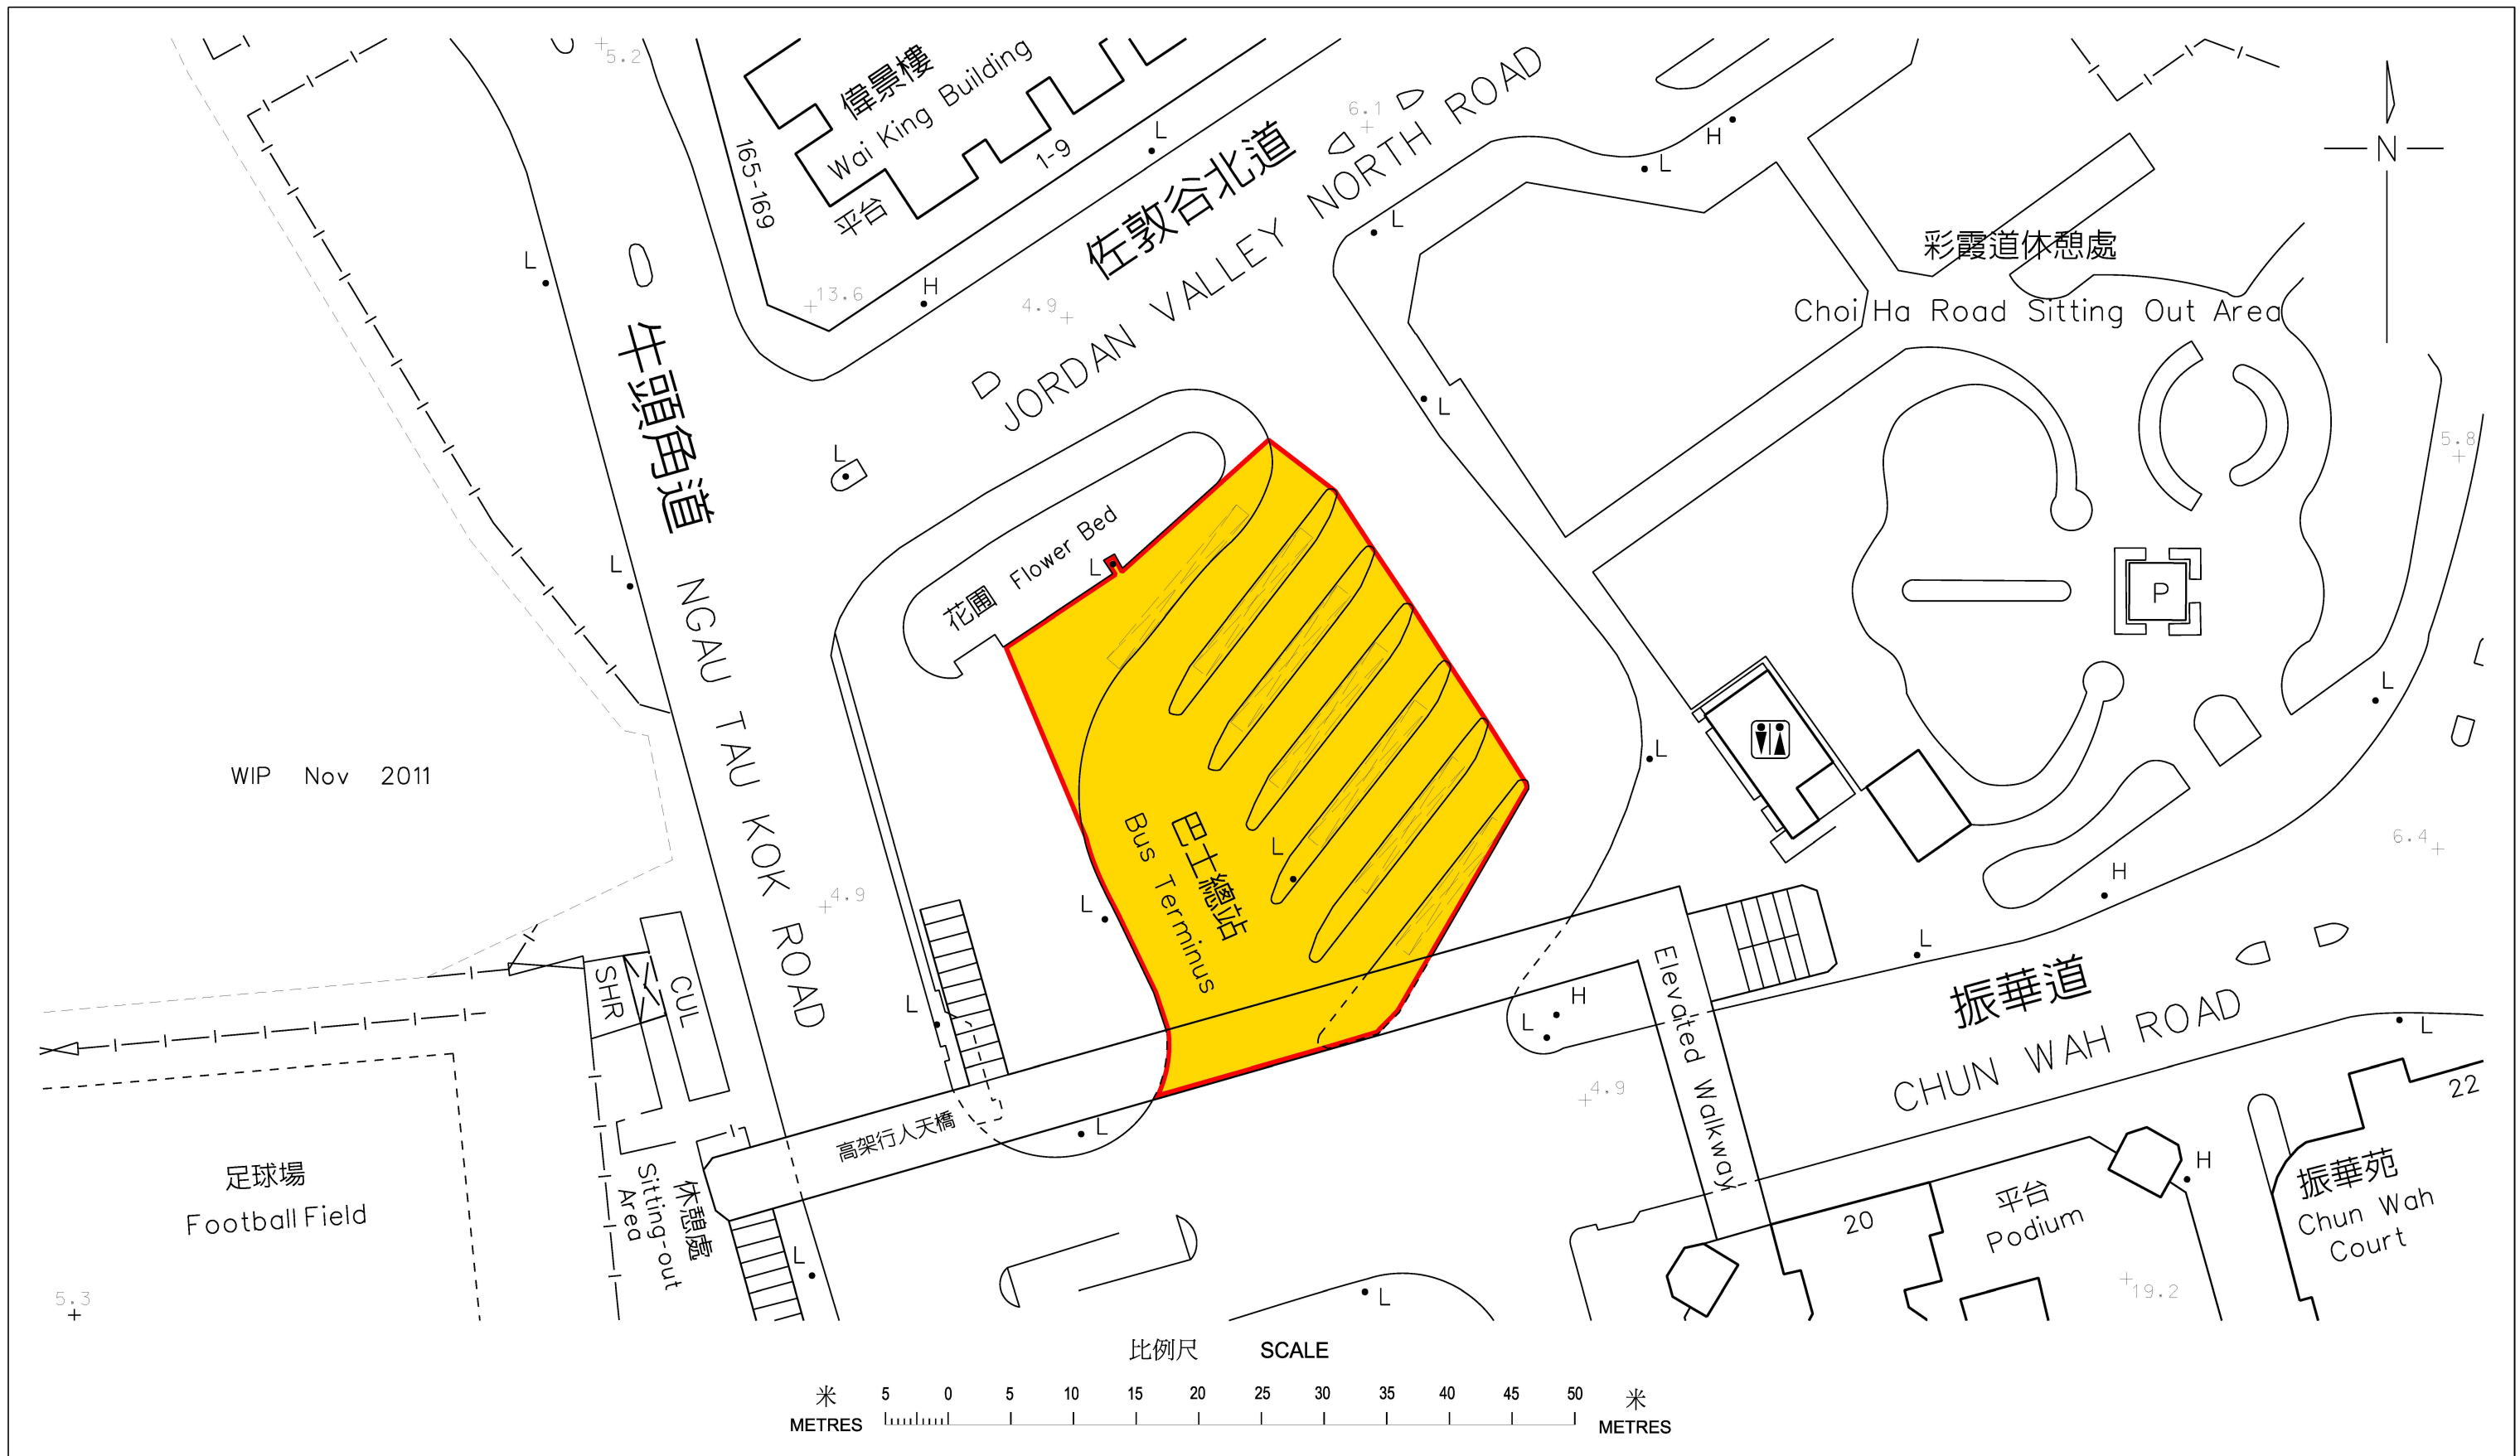 5.2
偉景樓
Wai King Building
165-169
平台
1-9
L
H
13.6
4.9
佐敦谷北道
JORDAN VALLEY NORTH ROAD
6.1
L
H
L
L
N
彩霞道休憩處
Choi Ha Road Sitting Out Area
L
牛頭角道
NGAU TAU KOK ROAD
L
L
花圃 Flower Bed
L
5.8
P
L
L
WIP Nov 2011
巴士總站
Bus Terminus
L
L
4.9
6.4
H
L
L
SHR
CUL
L
H
Elevated Walkway
振華道
CHUN WAH ROAD
L
4.9
高架行人天橋
L
足球場
Football Field
休憩處
Sitting-out
Area
L
5.3
L
20
平台
Podium
H
22
振華苑
Chun Wah
Court
19.2
比例尺 SCALE
米 5 0 5 10 15 20 25 30 35 40 45 50 米
METRES METRES